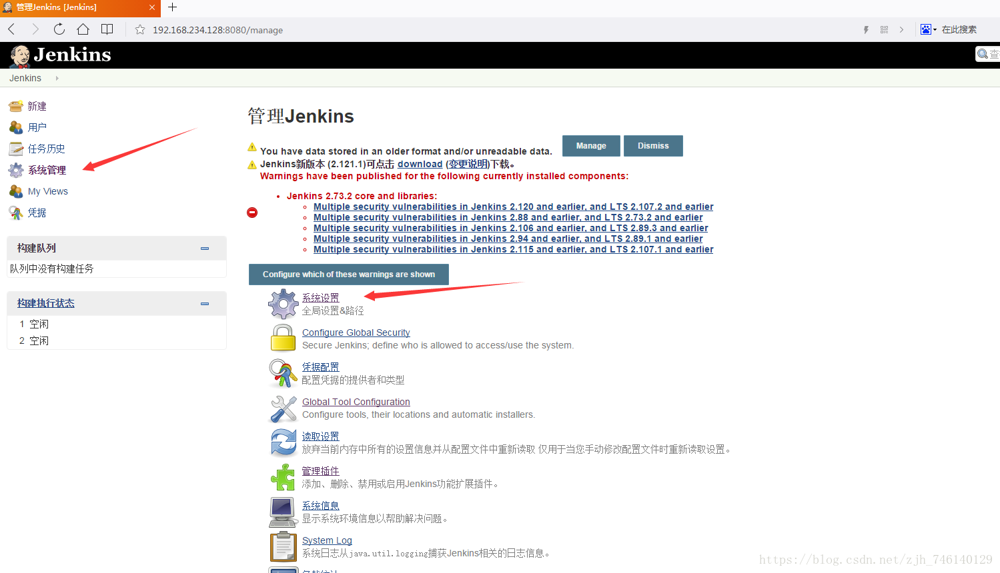 管理Jenkins [Jenkins]
192.168.234.128:8080/manage
在此搜索
Jenkins
查
Jenkins
新建
用户
任务历史
系统管理
My Views
凭据
构建队列
队列中没有构建任务
构建执行状态
1 空闲
2 空闲
管理Jenkins
You have data stored in an older format and/or unreadable data.
Manage
Dismiss
Jenkins新版本 (2.121.1)可点击 download (变更说明)下载。
Warnings have been published for the following currently installed components:
Jenkins 2.73.2 core and libraries:
Multiple security vulnerabilities in Jenkins 2.120 and earlier, and LTS 2.107.2 and earlier
Multiple security vulnerabilities in Jenkins 2.88 and earlier, and LTS 2.73.2 and earlier
Multiple security vulnerabilities in Jenkins 2.106 and earlier, and LTS 2.89.3 and earlier
Multiple security vulnerabilities in Jenkins 2.94 and earlier, and LTS 2.89.1 and earlier
Multiple security vulnerabilities in Jenkins 2.115 and earlier, and LTS 2.107.1 and earlier
Configure which of these warnings are shown
系统设置
全局设置&路径
Configure Global Security
Secure Jenkins; define who is allowed to access/use the system.
凭据配置
配置凭据的提供者和类型
Global Tool Configuration
Configure tools, their locations and automatic installers.
读取设置
放弃当前内存中所有的设置信息并从配置文件中重新读取 仅用于当您手动修改配置文件时重新读取设置。
管理插件
添加、删除、禁用或启用Jenkins功能扩展插件。
系统信息
显示系统环境信息以帮助解决问题。
System Log
系统日志从java.util.logging捕获Jenkins相关的日志信息。
https://blog.csdn.net/zjh_746140129